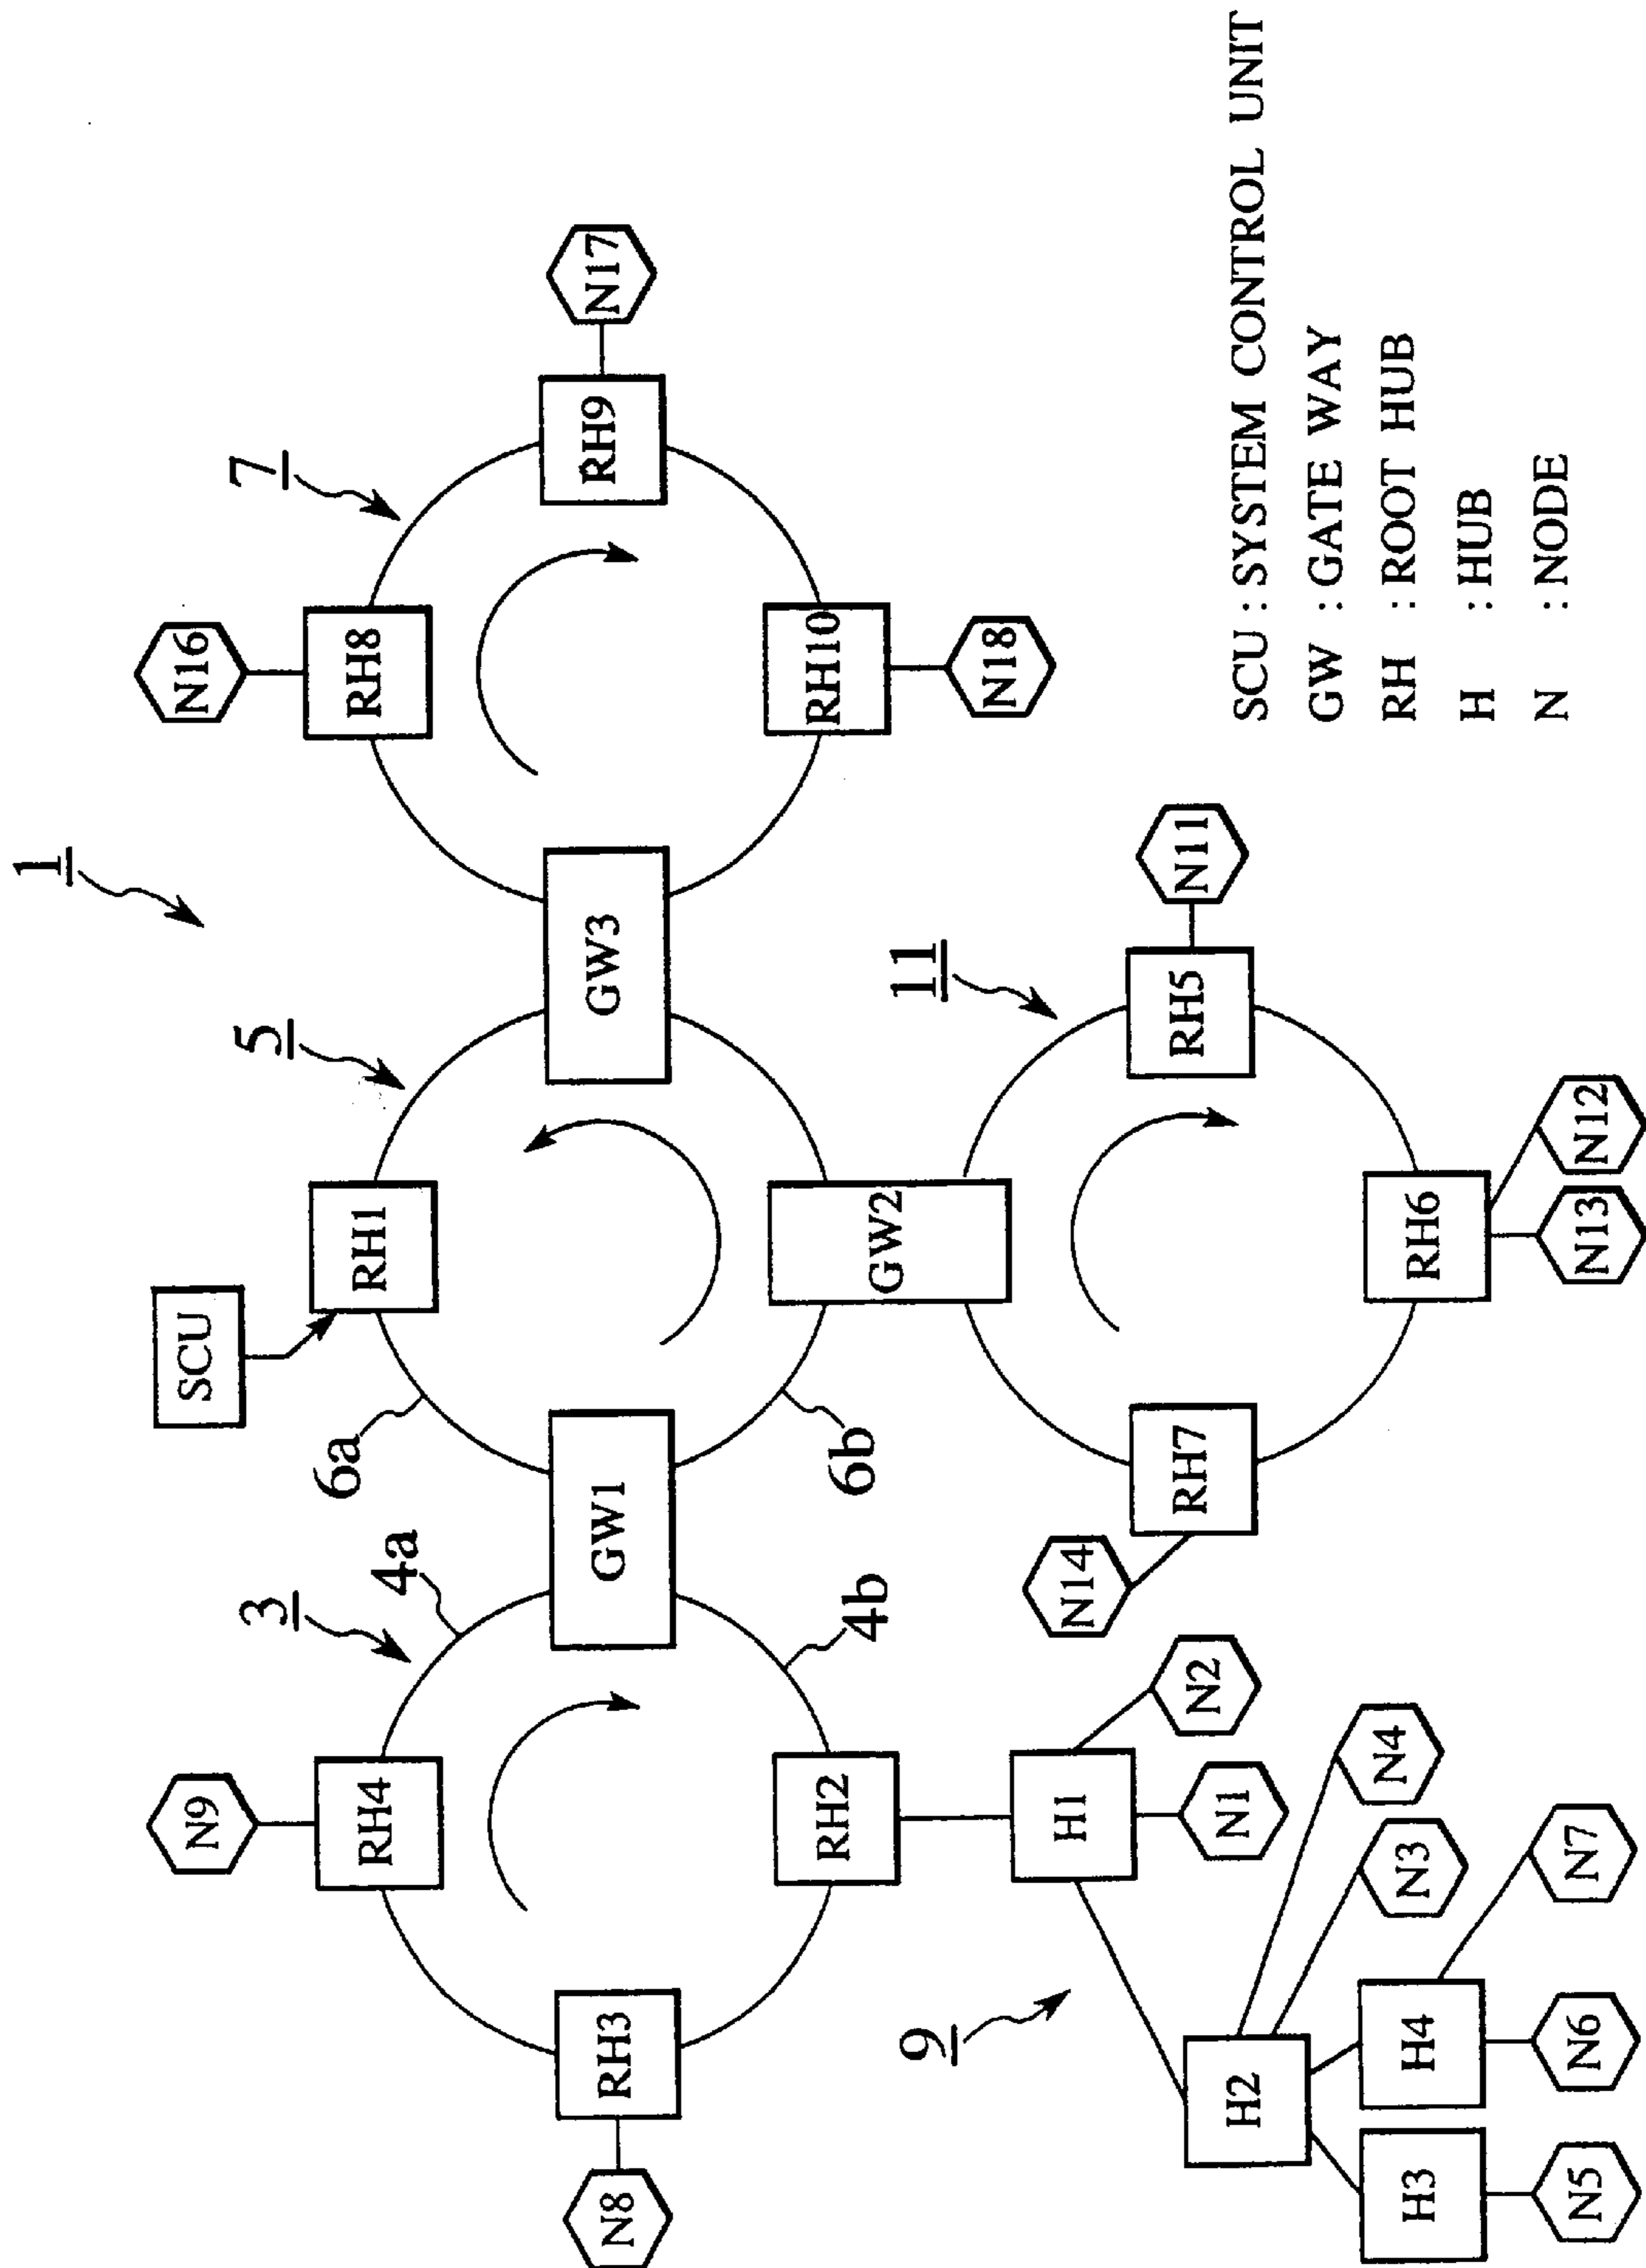 1
7
5
3
N16
N17
RH8
RH9
N9
SCU
RH4
RH1
4a
6a
N8
RH3
GW1
GW3
RH10
N18
4b
6b
RH2
GW2
11
9
H1
N2
N1
N14
RH7
RH5
N11
H2
N4
N3
H3
H4
N7
N5
N6
RH6
N13
N12
SCU : SYSTEM CONTROL UNIT
GW : GATE WAY
RH : ROOT HUB
H : HUB
N : NODE